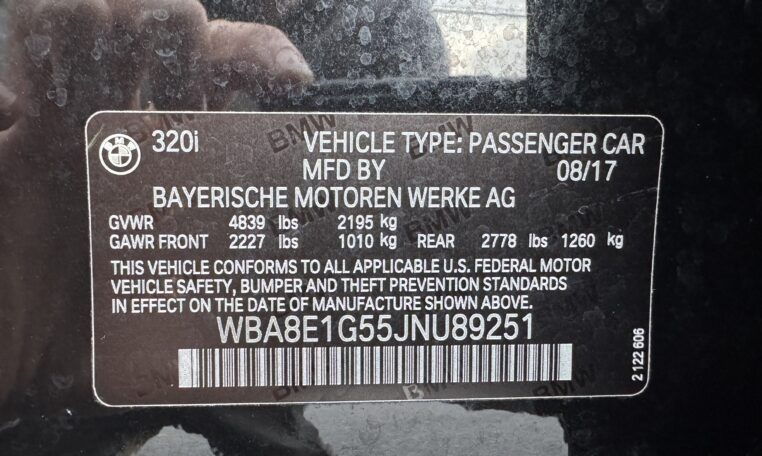 320i VEHICLE TYPE: PASSENGER CAR
MFD BY 08/17
BAYERISCHE MOTOREN WERKE AG
GVWR 4839 lbs 2195 kg
GAWR FRONT 2227 lbs 1010 kg REAR 2778 lbs 1260 kg
THIS VEHICLE CONFORMS TO ALL APPLICABLE U.S. FEDERAL MOTOR
VEHICLE SAFETY, BUMPER AND THEFT PREVENTION STANDARDS
IN EFFECT ON THE DATE OF MANUFACTURE SHOWN ABOVE.
WBA8E1G55JNU89251
2 122 606